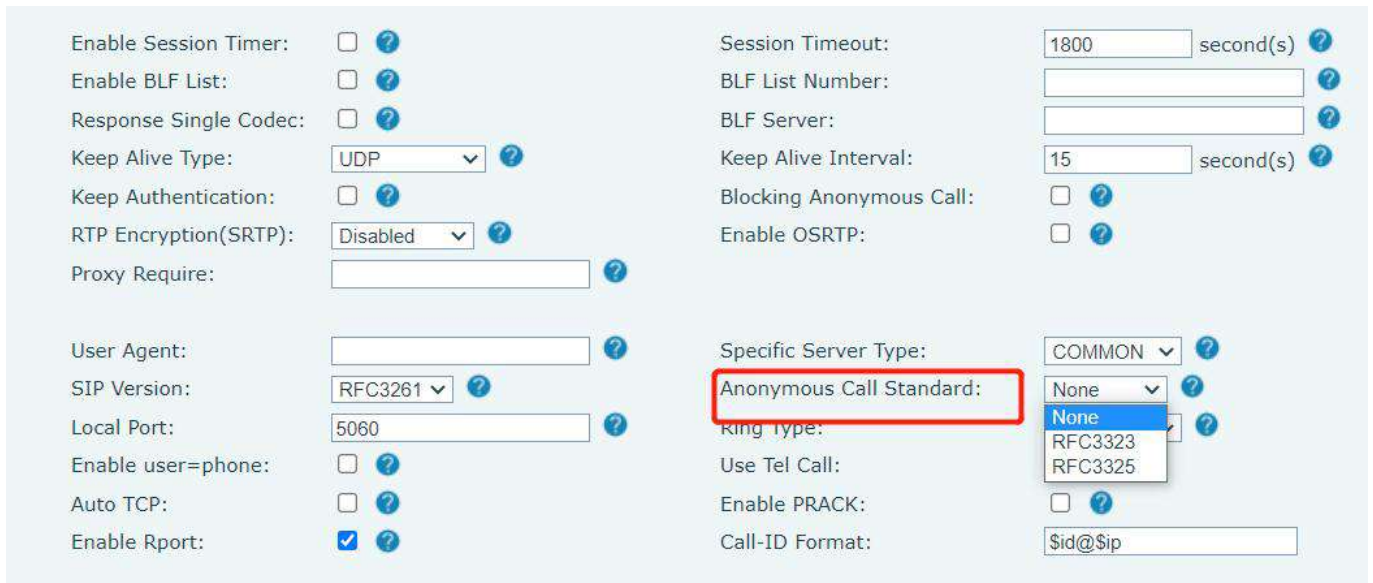 Enable Session Timer: ? Session Timeout: 1800 second(s) ?
Enable BLF List: ? BLF List Number: ?
Response Single Codec: ? BLF Server: ?
Keep Alive Type: UDP ? Keep Alive Interval: 15 second(s) ?
Keep Authentication: ? Blocking Anonymous Call: ?
RTP Encryption(SRTP): Disabled ? Enable OSRTP: ?
Proxy Require: ?
User Agent: ? Specific Server Type: COMMON ?
SIP Version: RFC3261 ? Anonymous Call Standard: None ?
None
Local Port: 5060 ? Ring Type: ?
RFC3323
Enable user=phone: ? Use Tel Call: RFC3325
Auto TCP: ? Enable PRACK: ?
Enable Rport: ? Call-ID Format: $id@$ip